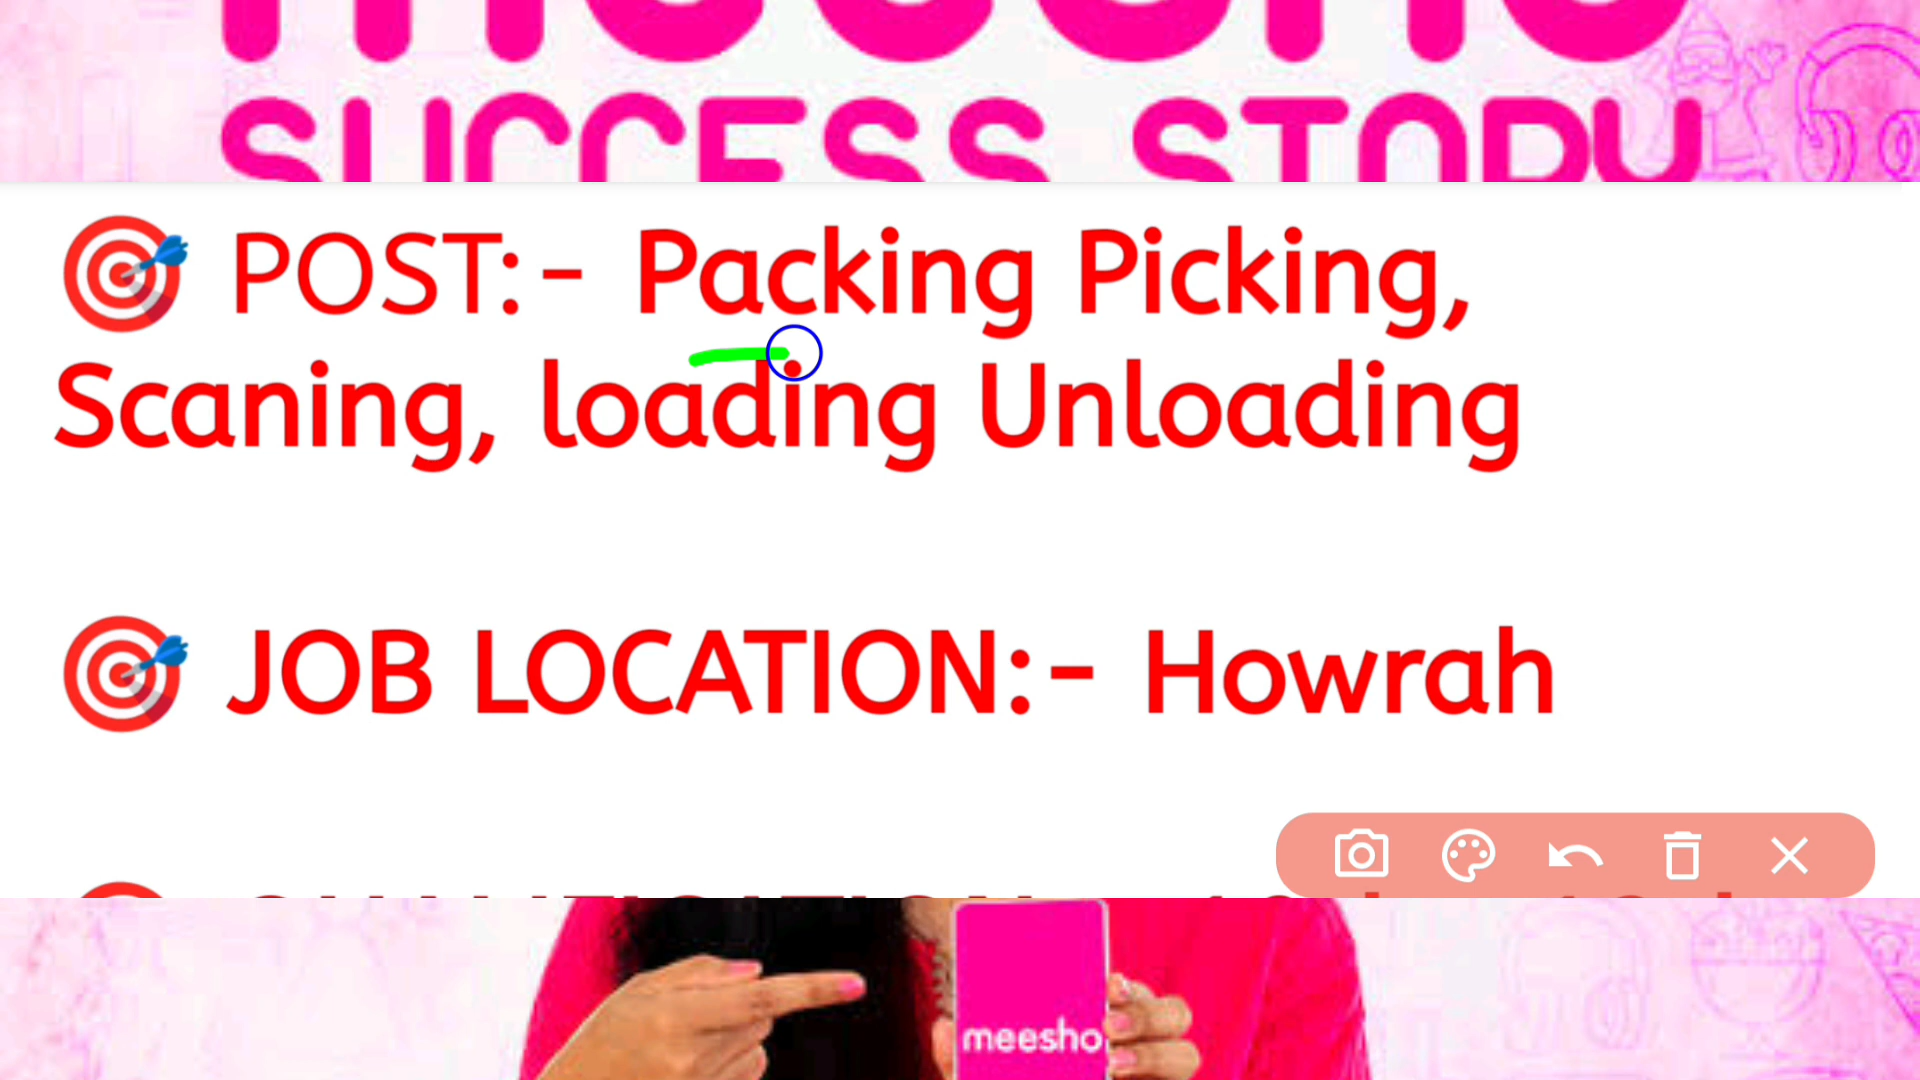 SUCCESS STORY
🎯 POST:- Packing Picking,
Scaning, loading Unloading
🎯 JOB LOCATION:- Howrah
meesho